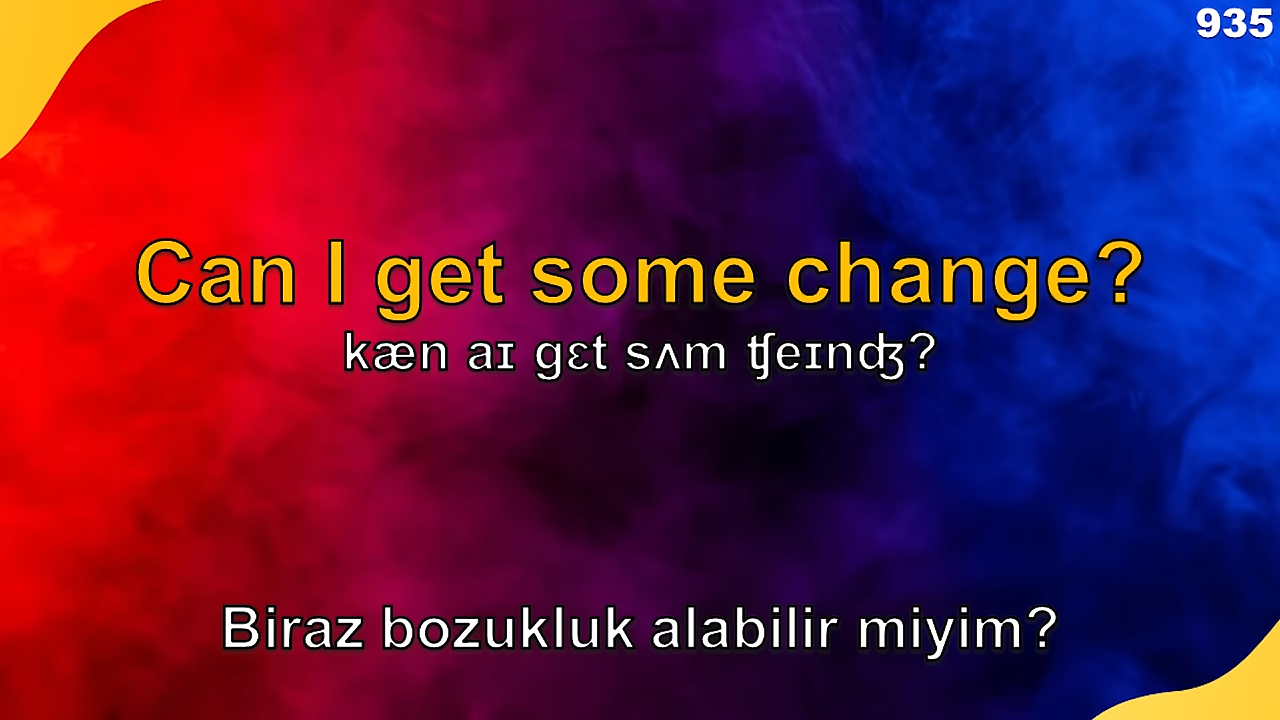 935
Can I get some change?
kæn aɪ gɛt sʌm ʧeɪnʤ?
Biraz bozukluk alabilir miyim?